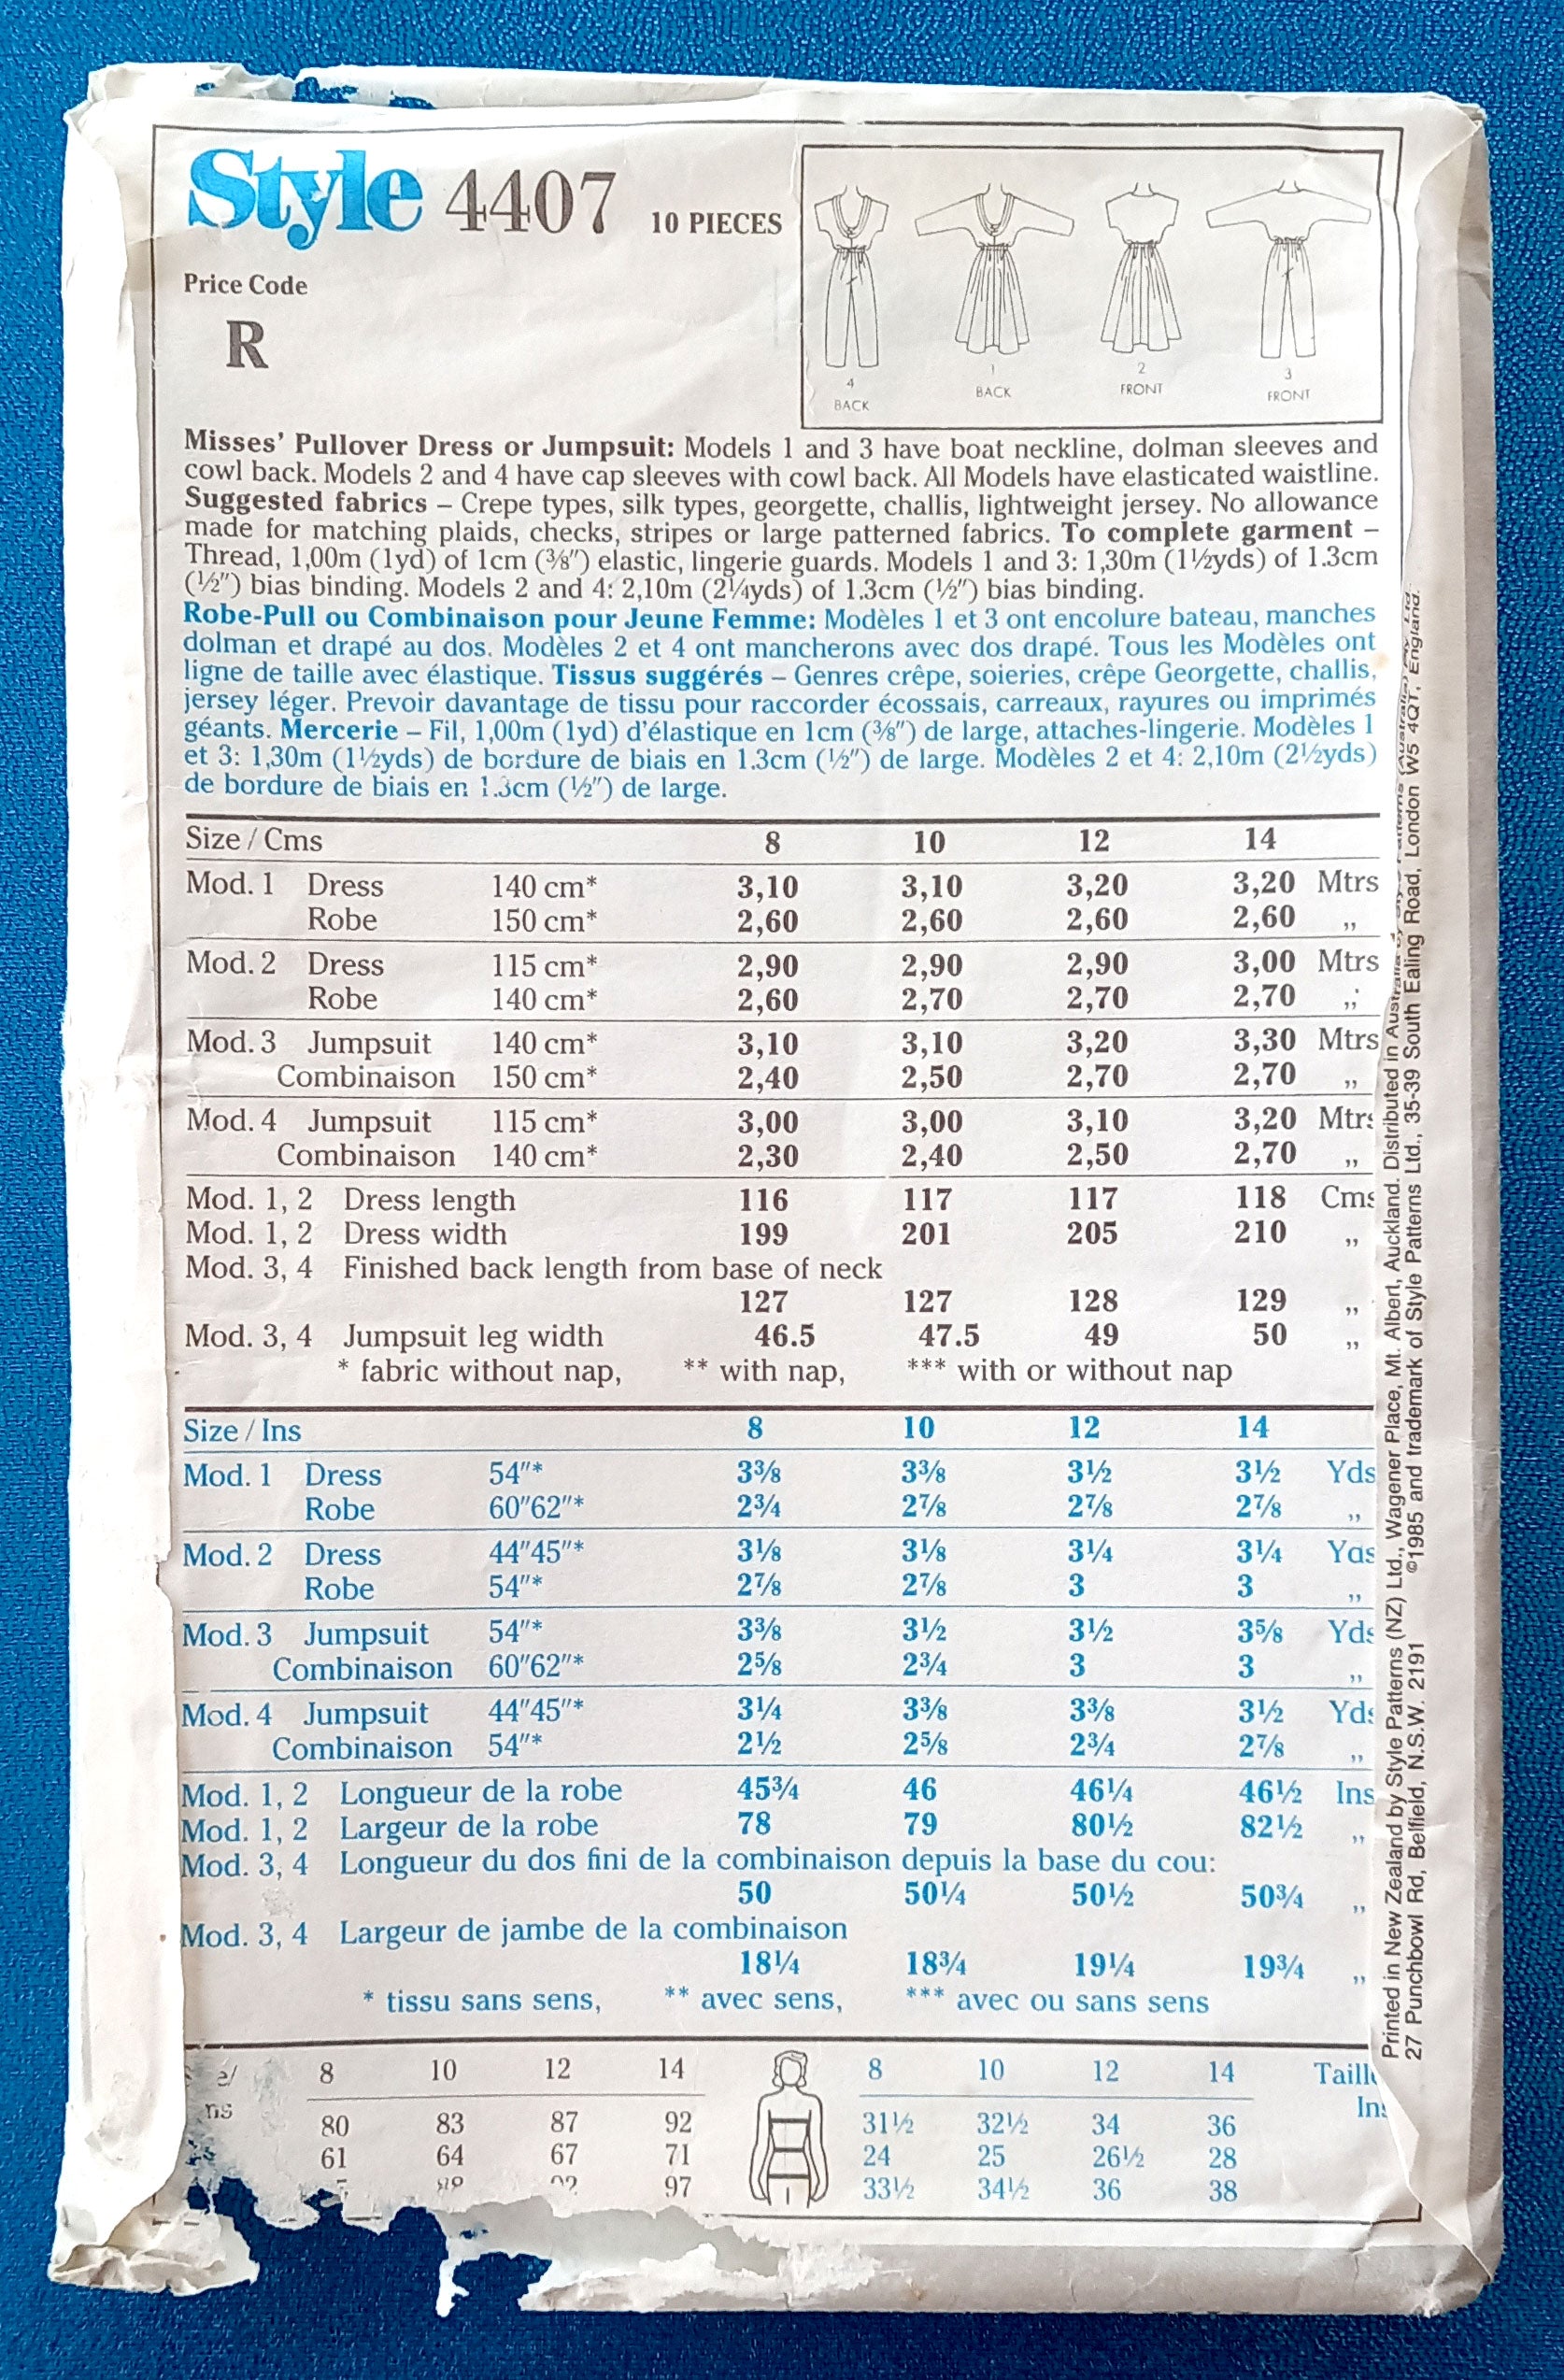 Style 4407 10 PIECES
Price Code
R
4
BACK
1
BACK
2
FRONT
3
FRONT
Misses' Pullover Dress or Jumpsuit: Models 1 and 3 have boat neckline, dolman sleeves and
cowl back. Models 2 and 4 have cap sleeves with cowl back. All Models have elasticated waistline.
Suggested fabrics – Crepe types, silk types, georgette, challis, lightweight jersey. No allowance
made for matching plaids, checks, stripes or large patterned fabrics. To complete garment –
Thread, 1,00m (1yd) of 1cm (⅜″) elastic, lingerie guards. Models 1 and 3: 1,30m (1½yds) of 1.3cm
(½″) bias binding. Models 2 and 4: 2,10m (2¼yds) of 1.3cm (½″) bias binding.
Robe-Pull ou Combinaison pour Jeune Femme: Modèles 1 et 3 ont encolure bateau, manches
dolman et drapé au dos. Modèles 2 et 4 ont mancherons avec dos drapé. Tous les Modèles ont
ligne de taille avec élastique. Tissus suggérés – Genres crêpe, soieries, crêpe Georgette, challis,
jersey léger. Prevoir davantage de tissu pour raccorder écossais, carreaux, rayures ou imprimés
géants. Mercerie – Fil, 1,00m (1yd) d'élastique en 1cm (⅜″) de large, attaches-lingerie. Modèles 1
et 3: 1,30m (1½yds) de bordure de biais en 1.3cm (½″) de large. Modèles 2 et 4: 2,10m (2½yds)
de bordure de biais en 1.3cm (½″) de large.
Size / Cms 8 10 12 14
Mod. 1 Dress 140 cm* 3,10 3,10 3,20 3,20 Mtrs
Robe 150 cm* 2,60 2,60 2,60 2,60 ,,
Mod. 2 Dress 115 cm* 2,90 2,90 2,90 3,00 Mtrs
Robe 140 cm* 2,60 2,70 2,70 2,70 ,,
Mod. 3 Jumpsuit 140 cm* 3,10 3,10 3,20 3,30 Mtrs
Combinaison 150 cm* 2,40 2,50 2,70 2,70 ,,
Mod. 4 Jumpsuit 115 cm* 3,00 3,00 3,10 3,20 Mtrs
Combinaison 140 cm* 2,30 2,40 2,50 2,70 ,,
Mod. 1, 2 Dress length 116 117 117 118 Cms
Mod. 1, 2 Dress width 199 201 205 210 ,,
Mod. 3, 4 Finished back length from base of neck
127 127 128 129 ,,
Mod. 3, 4 Jumpsuit leg width 46.5 47.5 49 50 ,,
* fabric without nap, ** with nap, *** with or without nap
Size / Ins 8 10 12 14
Mod. 1 Dress 54″* 3⅜ 3⅜ 3½ 3½ Yds
Robe 60″62″* 2¾ 2⅞ 2⅞ 2⅞ ,,
Mod. 2 Dress 44″45″* 3⅛ 3⅛ 3¼ 3¼ Yds
Robe 54″* 2⅞ 2⅞ 3 3 ,,
Mod. 3 Jumpsuit 54″* 3⅜ 3½ 3½ 3⅝ Yds
Combinaison 60″62″* 2⅝ 2¾ 3 3 ,,
Mod. 4 Jumpsuit 44″45″* 3¼ 3⅜ 3⅜ 3½ Yds
Combinaison 54″* 2½ 2⅝ 2¾ 2⅞ ,,
Mod. 1, 2 Longueur de la robe 45¾ 46 46¼ 46½ Ins
Mod. 1, 2 Largeur de la robe 78 79 80½ 82½ ,,
Mod. 3, 4 Longueur du dos fini de la combinaison depuis la base du cou:
50 50¼ 50½ 50¾ ,,
Mod. 3, 4 Largeur de jambe de la combinaison
18¼ 18¾ 19¼ 19¾ ,,
* tissu sans sens, ** avec sens, *** avec ou sans sens
8 10 12 14 8 10 12 14 Taille
80 83 87 92 31½ 32½ 34 36 Ins
61 64 67 71 24 25 26½ 28
97 33½ 34½ 36 38
Printed in New Zealand by Style Patterns (NZ) Ltd., Wagener Place, Mt. Albert, Auckland. Distributed in Australia by Style Patterns (Australia) Pty. Ltd.
27 Punchbowl Rd, Belfield, N.S.W. 2191 ©1985 and trademark of Style Patterns Ltd., 35-39 South Ealing Road, London W5 4QT, England.